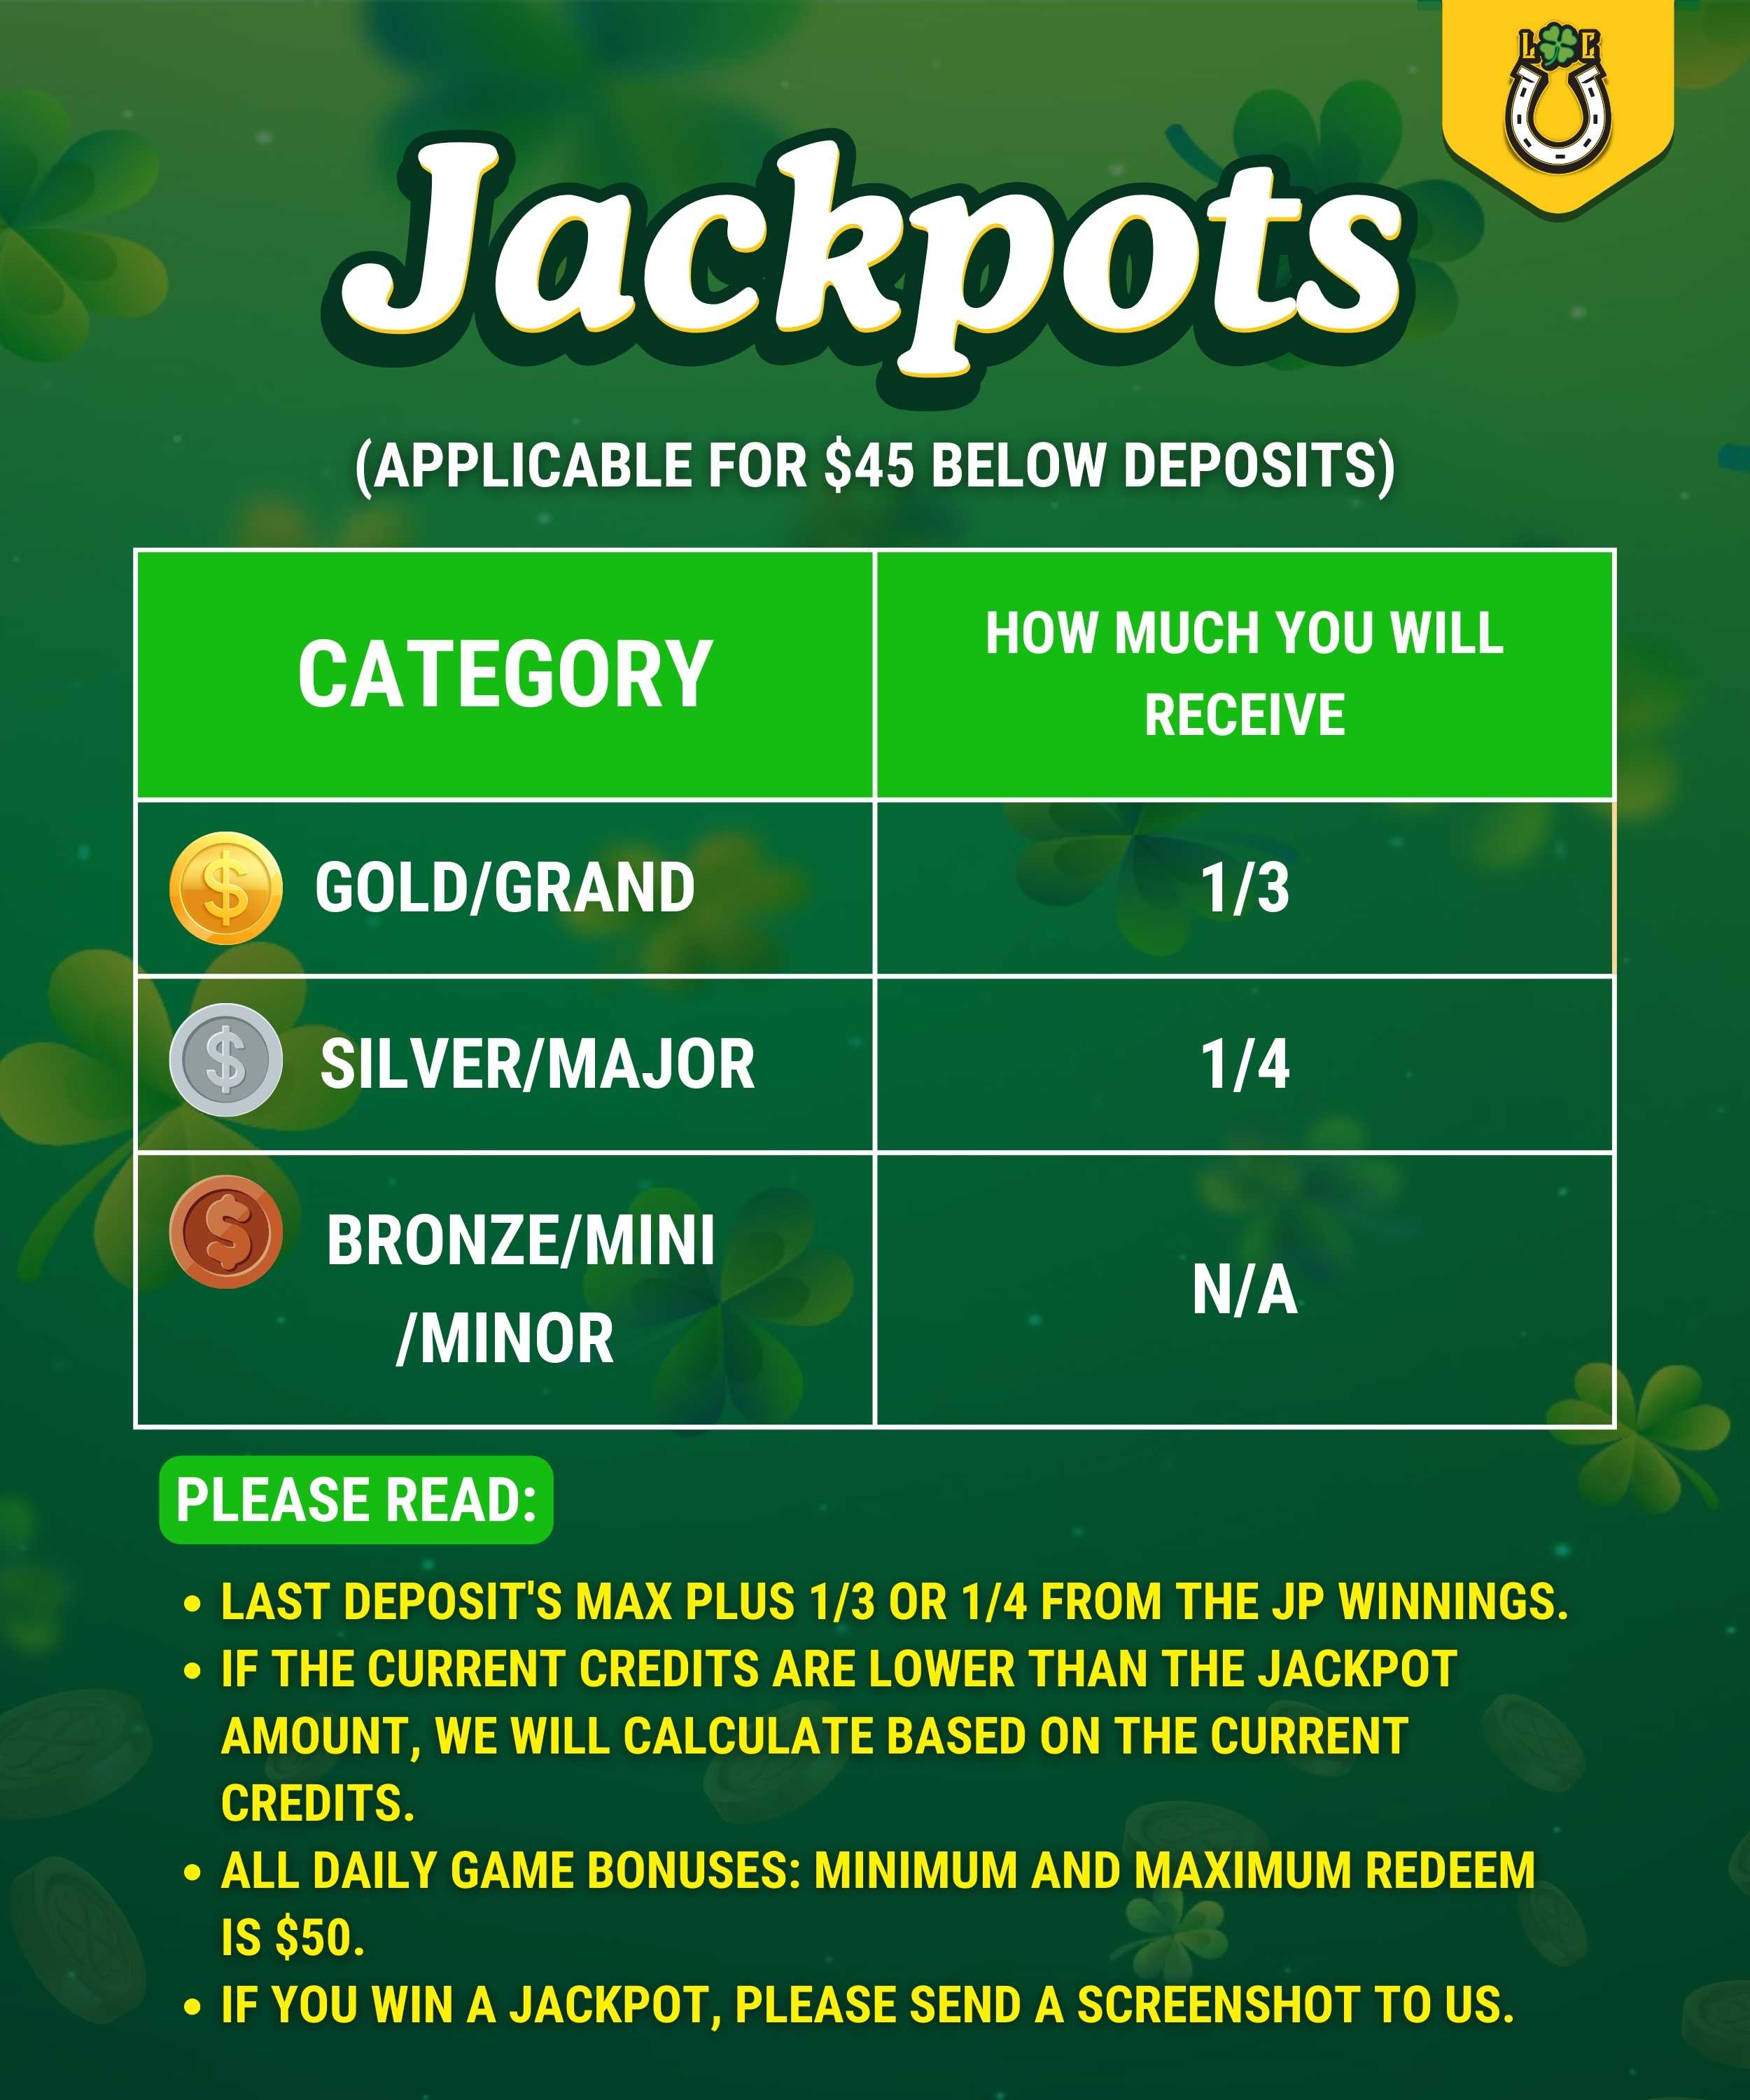 L C
Jackpots
(APPLICABLE FOR $45 BELOW DEPOSITS)
CATEGORY
HOW MUCH YOU WILL
RECEIVE
GOLD/GRAND
1/3
SILVER/MAJOR
1/4
BRONZE/MINI
/MINOR
N/A
PLEASE READ:
• LAST DEPOSIT'S MAX PLUS 1/3 OR 1/4 FROM THE JP WINNINGS.
• IF THE CURRENT CREDITS ARE LOWER THAN THE JACKPOT
AMOUNT, WE WILL CALCULATE BASED ON THE CURRENT
CREDITS.
• ALL DAILY GAME BONUSES: MINIMUM AND MAXIMUM REDEEM
IS $50.
• IF YOU WIN A JACKPOT, PLEASE SEND A SCREENSHOT TO US.